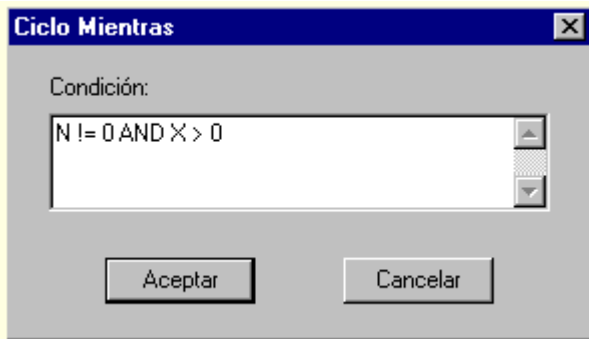 Ciclo Mientras
Condición:
N != 0 AND X > 0
Aceptar
Cancelar